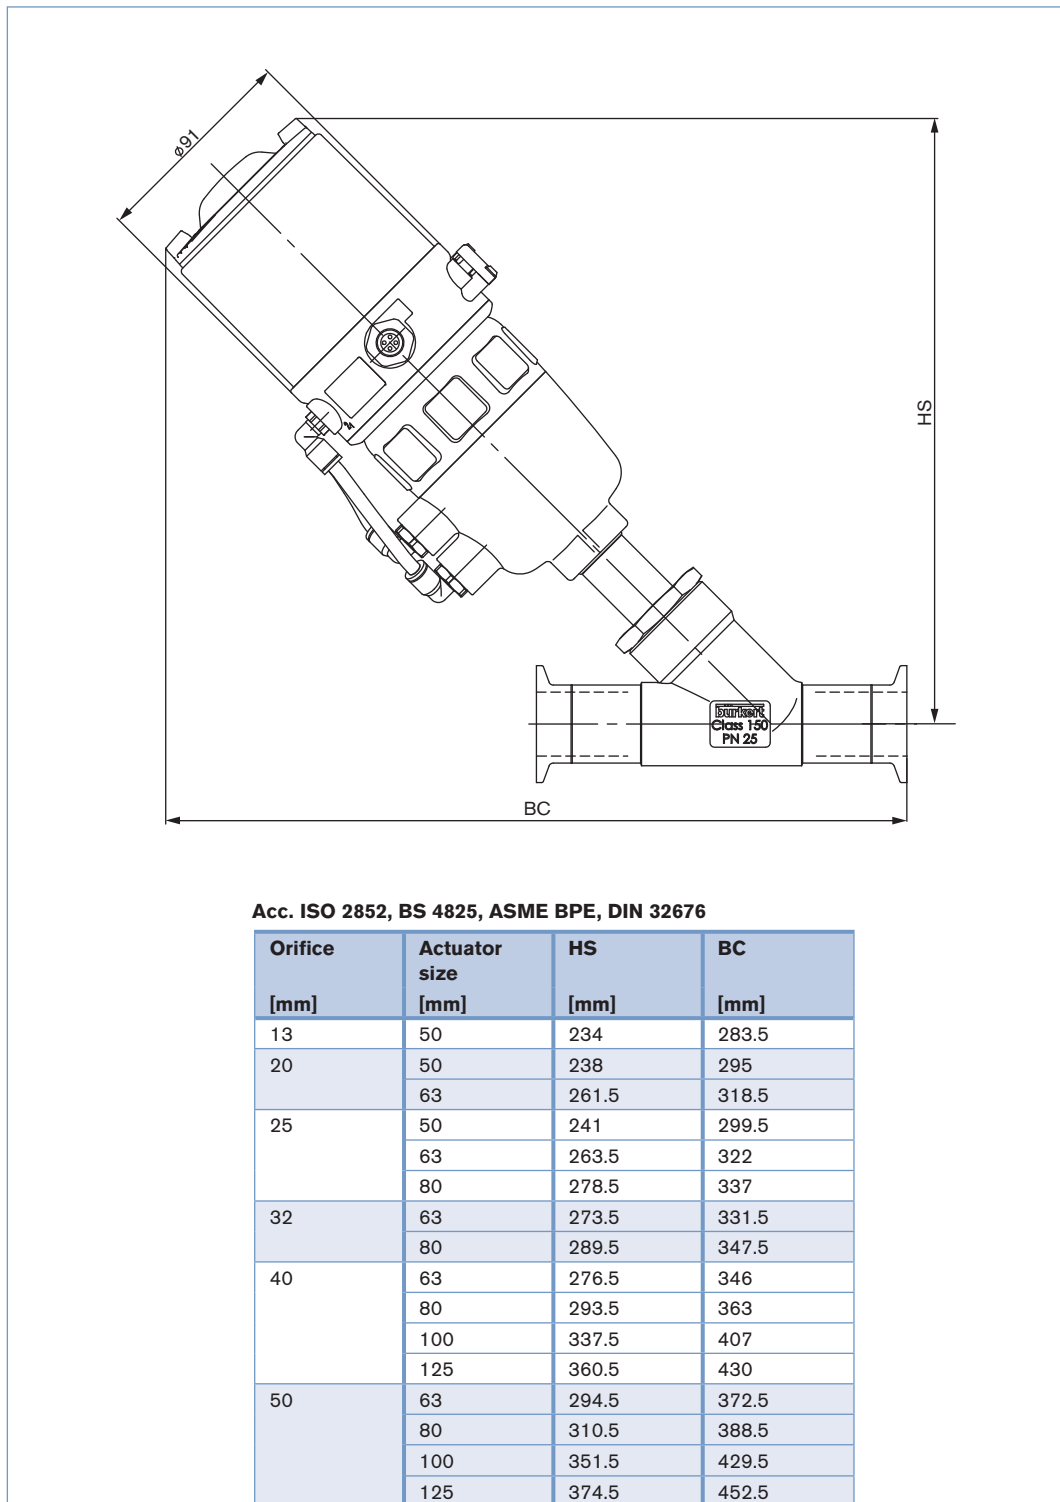 ø91
HS
24
bürkert
Class 150
PN 25
BC
Acc. ISO 2852, BS 4825, ASME BPE, DIN 32676
Orifice Actuator size HS BC
[mm] [mm] [mm] [mm]
13 50 234 283.5
20 50 238 295
63 261.5 318.5
25 50 241 299.5
63 263.5 322
80 278.5 337
32 63 273.5 331.5
80 289.5 347.5
40 63 276.5 346
80 293.5 363
100 337.5 407
125 360.5 430
50 63 294.5 372.5
80 310.5 388.5
100 351.5 429.5
125 374.5 452.5